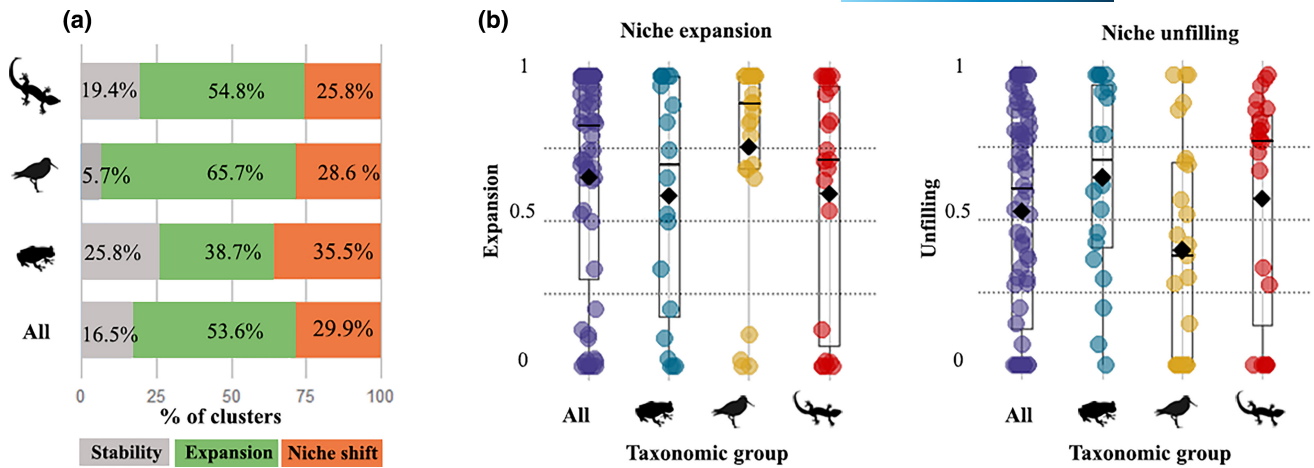 (a)
19.4% 54.8% 25.8%
5.7% 65.7% 28.6 %
25.8% 38.7% 35.5%
All 16.5% 53.6% 29.9%
0 25 50 75 100
% of clusters
Stability Expansion Niche shift
(b)
Niche expansion
Expansion
1
0.5
0
All
Taxonomic group
Niche unfilling
Unfilling
1
0.5
0
All
Taxonomic group